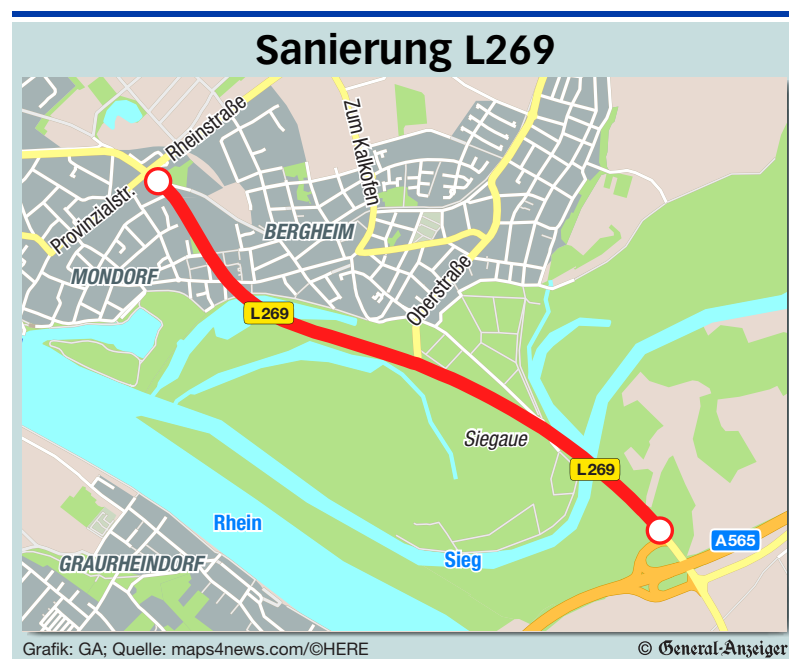 Sanierung L269
Rheinstraße
Zum Kalkofen
Provinzialstr.
BERGHEIM
MONDORF
Oberstraße
L269
Siegaue
L269
Rhein
A565
Sieg
GRAURHEINDORF
Grafik: GA; Quelle: maps4news.com/©HERE
© General-Anzeiger